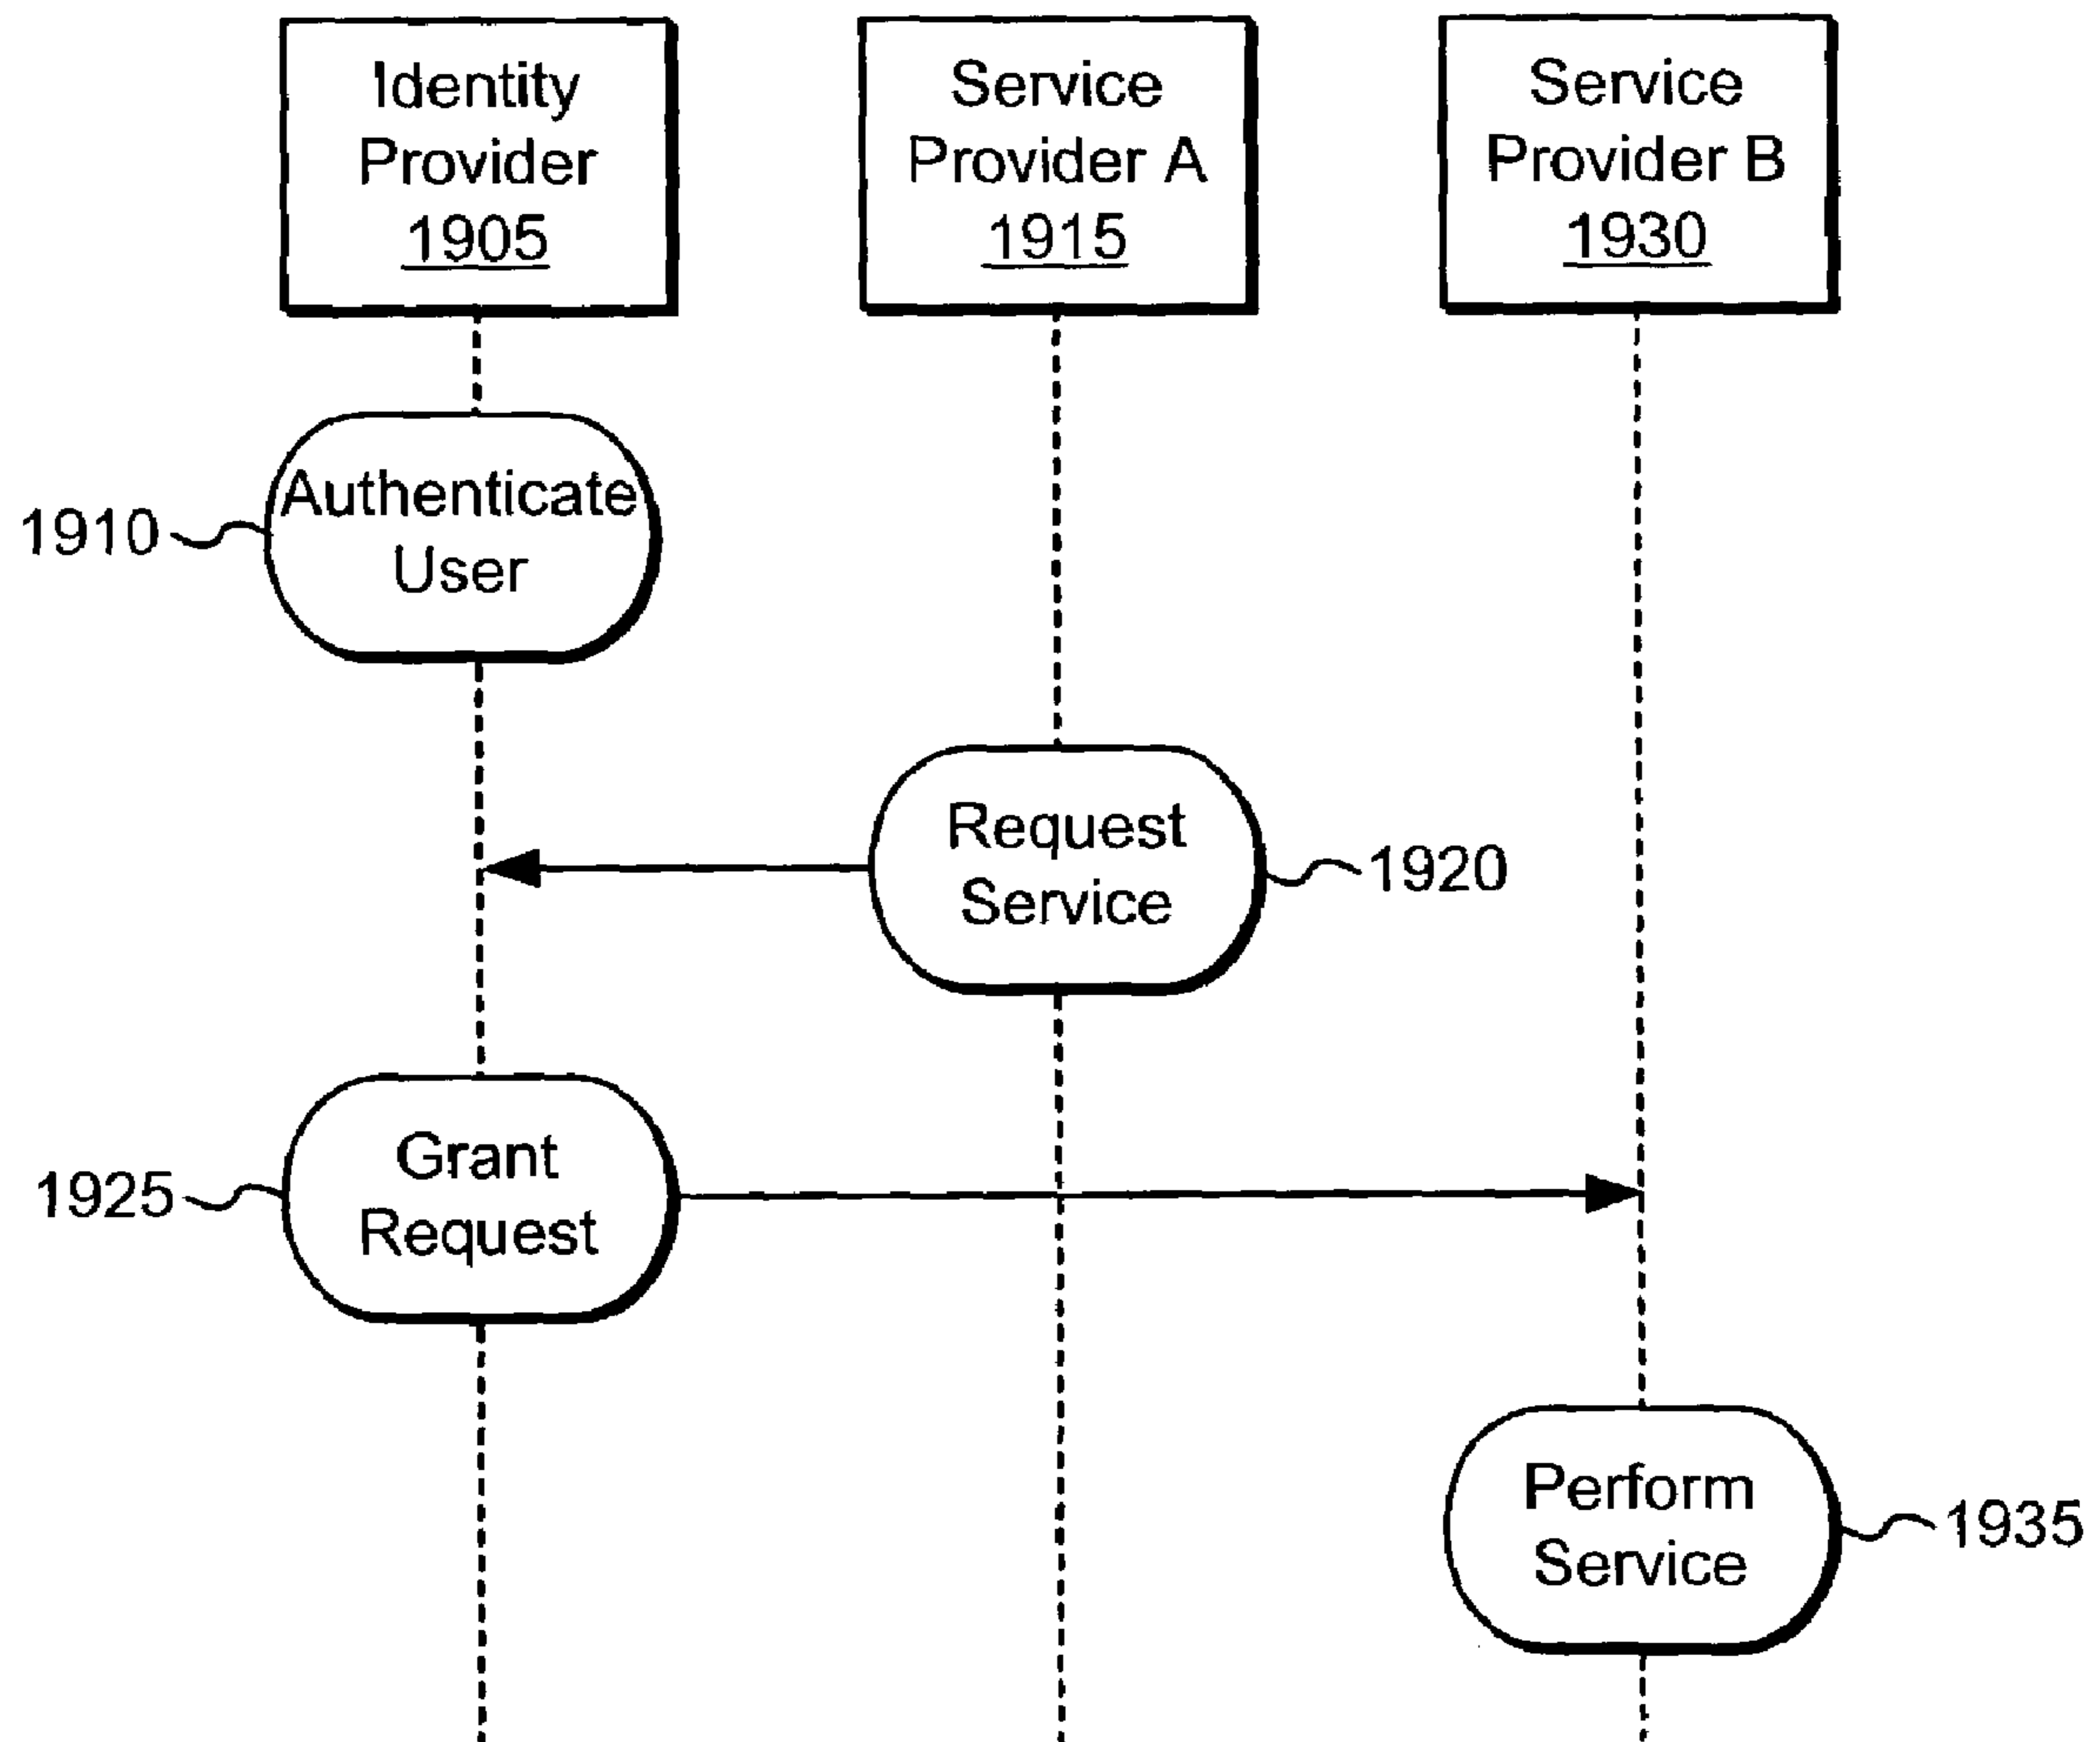 Identity
Provider
1905
Service
Provider A
1915
Service
Provider B
1930
1910
Authenticate
User
Request
Service
1920
1925
Grant
Request
Perform
Service
1935